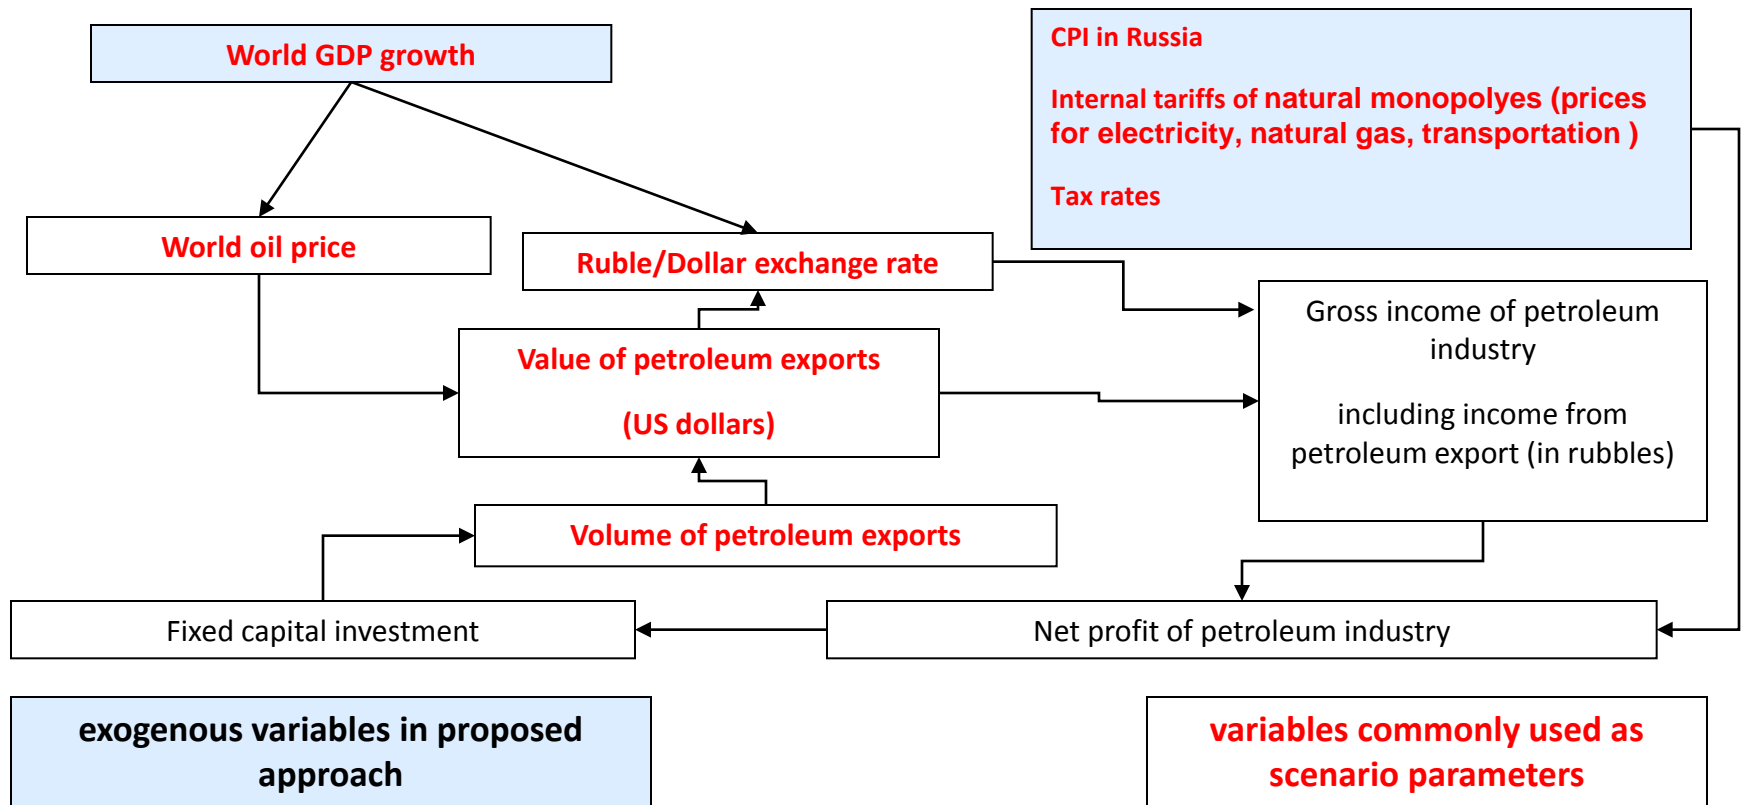 World GDP growth
CPI in Russia
Internal tariffs of natural monopolyes (prices
for electricity, natural gas, transportation )
Tax rates
World oil price
Ruble/Dollar exchange rate
Gross income of petroleum
industry
including income from
petroleum export (in rubbles)
Value of petroleum exports
(US dollars)
Volume of petroleum exports
Fixed capital investment
Net profit of petroleum industry
exogenous variables in proposed
approach
variables commonly used as
scenario parameters